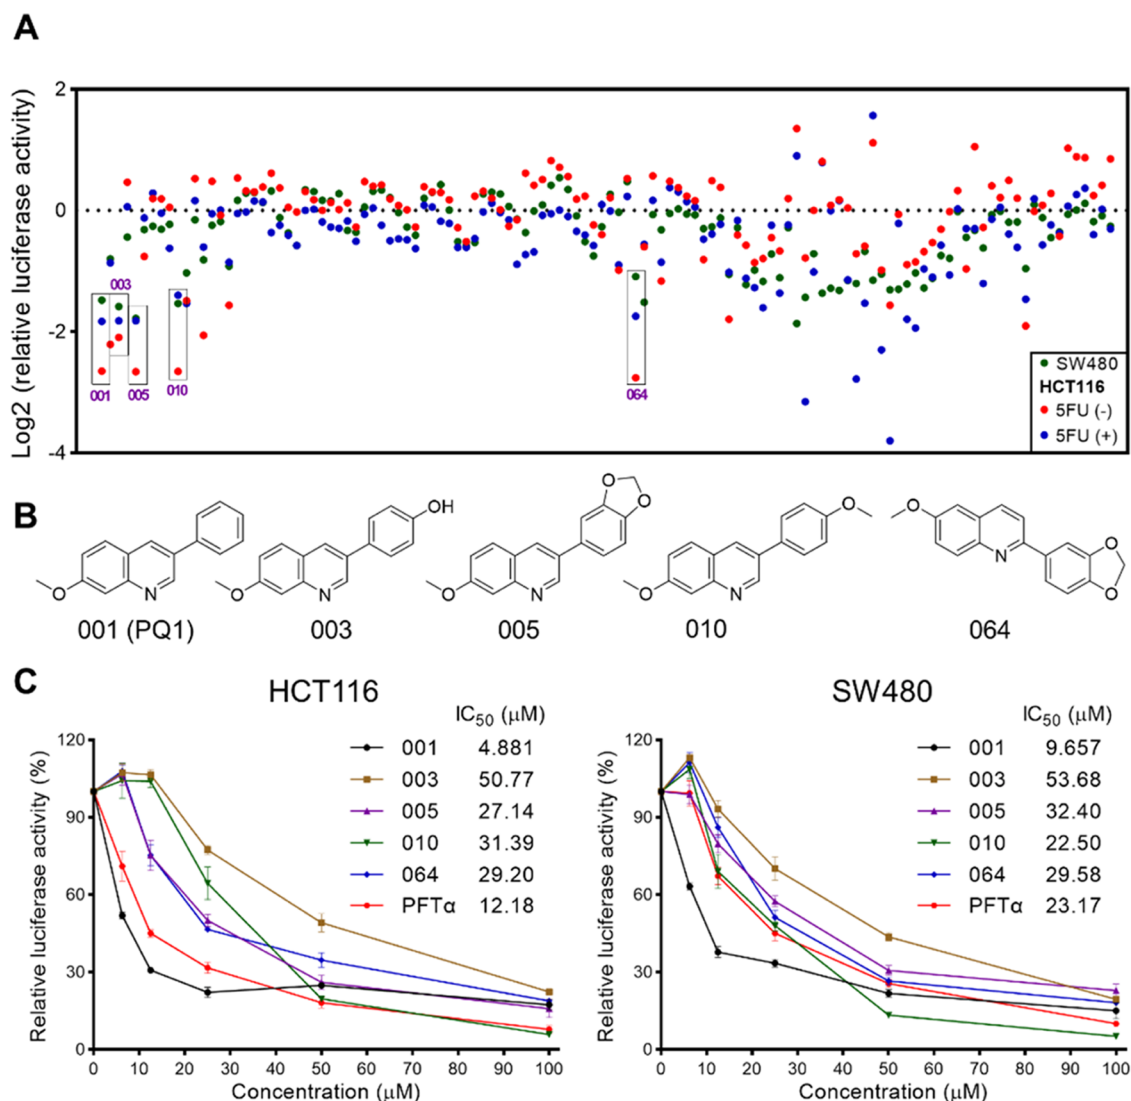 A
Log2 (relative luciferase activity)
2
0
-2
-4
003
001
005
010
064
SW480
HCT116
5FU (-)
5FU (+)
B
O
N
001 (PQ1)
OH
O
N
003
O
O
O
N
005
O
O
N
010
O
N
O
O
064
C
HCT116
IC50 (μM)
001 4.881
003 50.77
005 27.14
010 31.39
064 29.20
PFTα 12.18
Relative luciferase activity (%)
120
90
60
30
0
0 10 20 30 40 50 60 70 80 90 100
Concentration (μM)
SW480
IC50 (μM)
001 9.657
003 53.68
005 32.40
010 22.50
064 29.58
PFTα 23.17
Relative luciferase activity (%)
120
90
60
30
0
0 10 20 30 40 50 60 70 80 90 100
Concentration (μM)